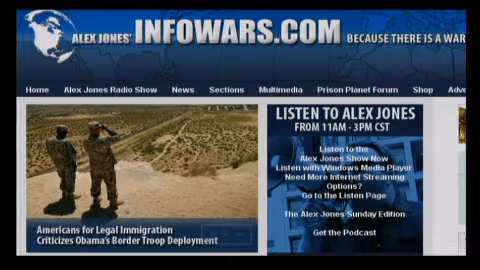 ALEX JONES' INFOWARS.COM BECAUSE THERE IS A WAR
Home Alex Jones Radio Show News Sections Multimedia Prison Planet Forum Shop Adve
LISTEN TO ALEX JONES
FROM 11AM - 3PM CST
Listen to the
Alex Jones Show Now
Listen with Windows Media Player
Need More Internet Streaming
Options?
Go to the Listen Page
The Alex Jones Sunday Edition
Get the Podcast
Americans for Legal Immigration
Criticizes Obama's Border Troop Deployment